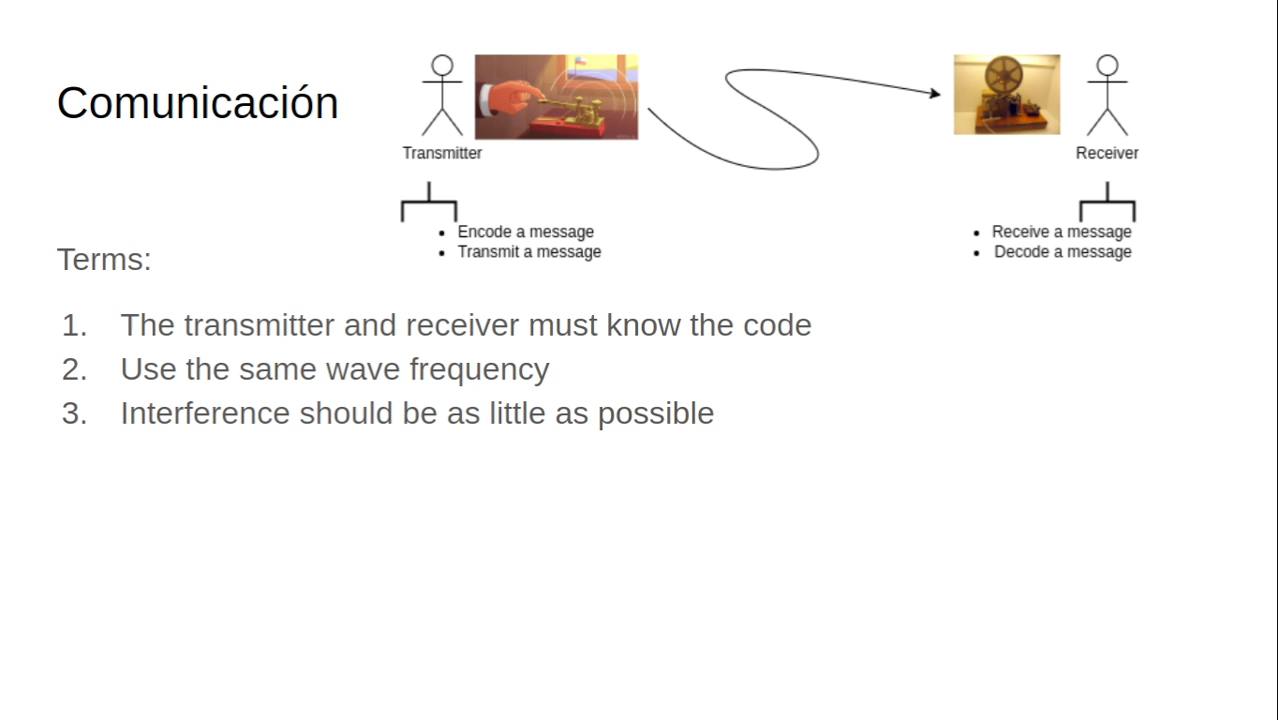 Comunicación
Transmitter
Receiver
Encode a message
Transmit a message
Receive a message
Decode a message
Terms:
1. The transmitter and receiver must know the code
2. Use the same wave frequency
3. Interference should be as little as possible